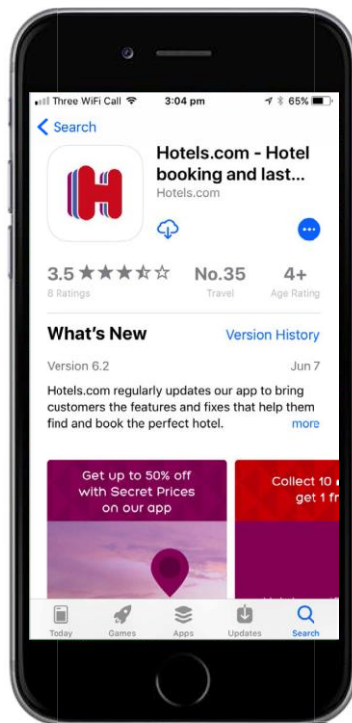 Three WiFi Call
3:04 pm
65%
Search
Hotels.com - Hotel
booking and last...
Hotels.com
3.5
No.35
4+
8 Ratings
Travel
Age Rating
What's New
Version History
Version 6.2
Jun 7
Hotels.com regularly updates our app to bring
customers the features and fixes that help them
find and book the perfect hotel.
more
Get up to 50% off
with Secret Prices
on our app
Collect 10
get 1 fr
Today
Games
Apps
Updates
Search